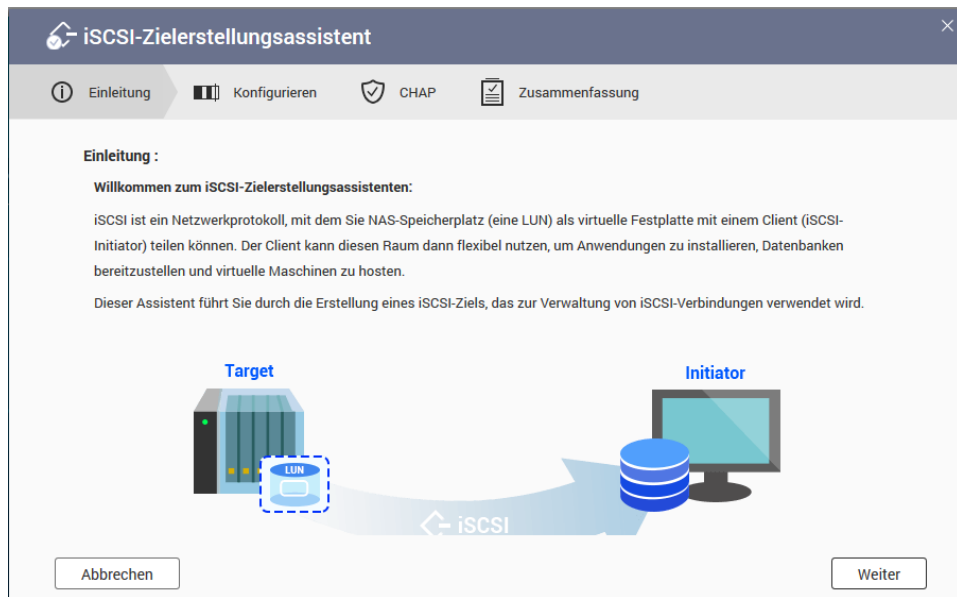 iSCSI-Zielerstellungsassistent
Einleitung
Konfigurieren
CHAP
Zusammenfassung
Einleitung :
Willkommen zum iSCSI-Zielerstellungsassistenten:
iSCSI ist ein Netzwerkprotokoll, mit dem Sie NAS-Speicherplatz (eine LUN) als virtuelle Festplatte mit einem Client (iSCSI-
Initiator) teilen können. Der Client kann diesen Raum dann flexibel nutzen, um Anwendungen zu installieren, Datenbanken
bereitzustellen und virtuelle Maschinen zu hosten.
Dieser Assistent führt Sie durch die Erstellung eines iSCSI-Ziels, das zur Verwaltung von iSCSI-Verbindungen verwendet wird.
Target
Initiator
LUN
iSCSI
Abbrechen
Weiter